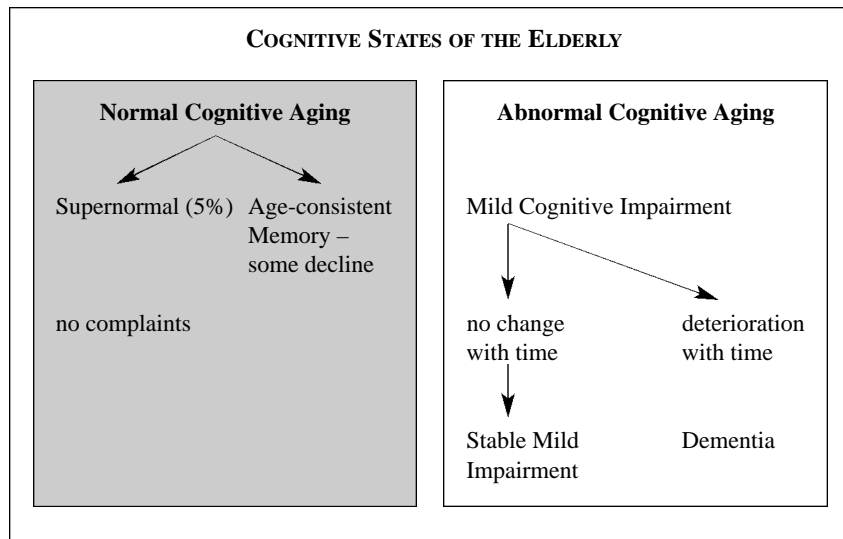 COGNITIVE STATES OF THE ELDERLY
Normal Cognitive Aging
Supernormal (5%)
Age-consistent
Memory –
some decline
no complaints
Abnormal Cognitive Aging
Mild Cognitive Impairment
no change
with time
deterioration
with time
Stable Mild
Impairment
Dementia